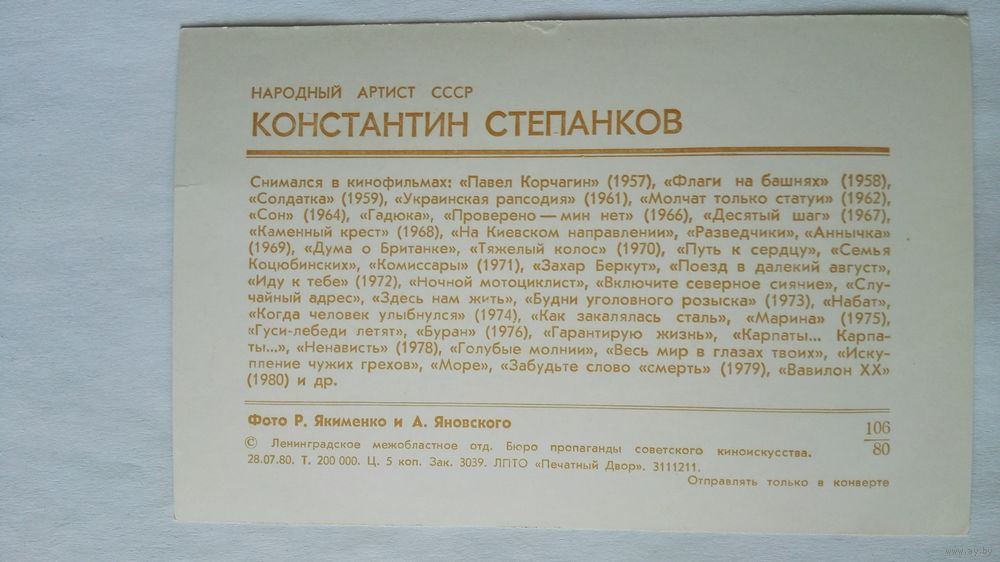 НАРОДНЫЙ АРТИСТ СССР
КОНСТАНТИН СТЕПАНКОВ
Снимался в кинофильмах: «Павел Корчагин» (1957), «Флаги на башнях» (1958),
«Солдатка» (1959), «Украинская рапсодия» (1961), «Молчат только статуи» (1962),
«Сон» (1964), «Гадюка», «Проверено — мин нет» (1966), «Десятый шаг» (1967),
«Каменный крест» (1968), «На Киевском направлении», «Разведчики», «Аннычка»
(1969), «Дума о Британке», «Тяжелый колос» (1970), «Путь к сердцу», «Семья
Коцюбинских», «Комиссары» (1971), «Захар Беркут», «Поезд в далекий август»,
«Иду к тебе» (1972), «Ночной мотоциклист», «Включите северное сияние», «Слу-
чайный адрес», «Здесь нам жить», «Будни уголовного розыска» (1973), «Набат»,
«Когда человек улыбнулся» (1974), «Как закалялась сталь», «Марина» (1975),
«Гуси-лебеди летят», «Буран» (1976), «Гарантирую жизнь», «Карпаты... Карпа-
ты...», «Ненависть» (1978), «Голубые молнии», «Весь мир в глазах твоих», «Иску-
пление чужих грехов», «Море», «Забудьте слово «смерть» (1979), «Вавилон XX»
(1980) и др.
Фото Р. Якименко и А. Яновского
© Ленинградское межобластное отд. Бюро пропаганды советского киноискусства.
28.07.80. Т. 200 000. Ц. 5 коп. Зак. 3039. ЛПТО «Печатный Двор». 3111211.
106
80
Отправлять только в конверте
www.ay.by